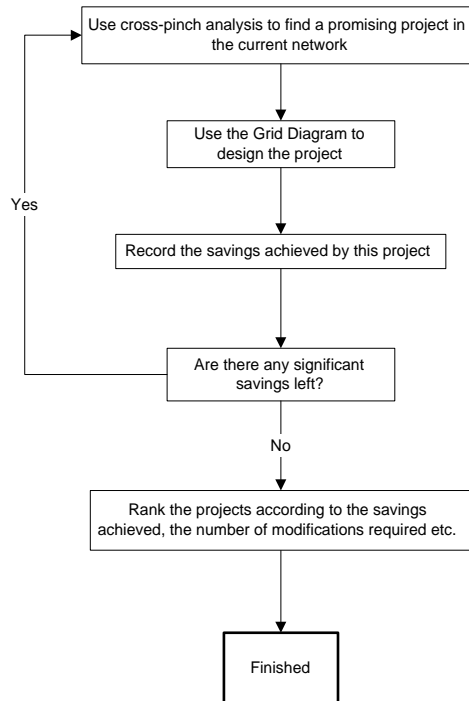 Use cross-pinch analysis to find a promising project in
the current network
Use the Grid Diagram to
design the project
Yes
Record the savings achieved by this project
Are there any significant
savings left?
No
Rank the projects according to the savings
achieved, the number of modifications required etc.
Finished